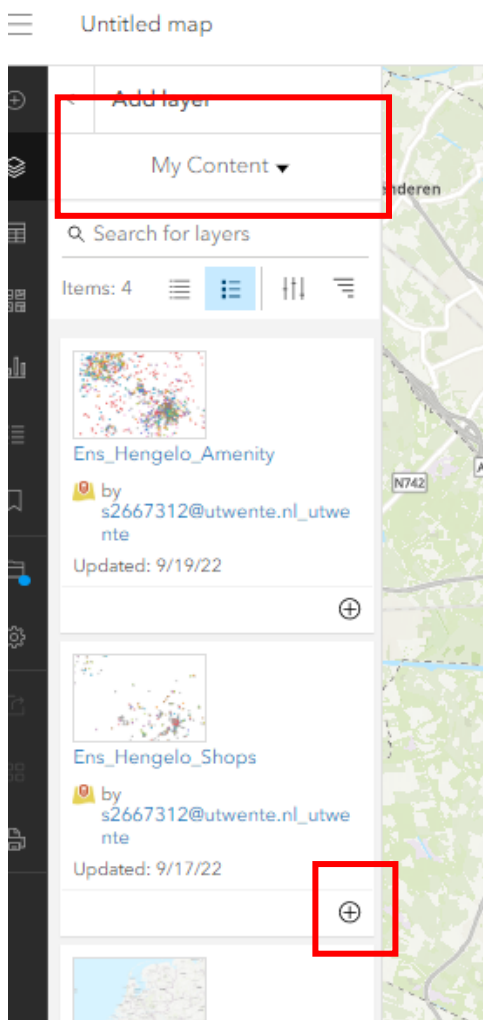 Untitled map
Add layer
My Content
Search for layers
Items: 4
Ens_Hengelo_Amenity
by
s2667312@utwente.nl_utwe
nte
Updated: 9/19/22
Ens_Hengelo_Shops
by
s2667312@utwente.nl_utwe
nte
Updated: 9/17/22
nderen
N742
A